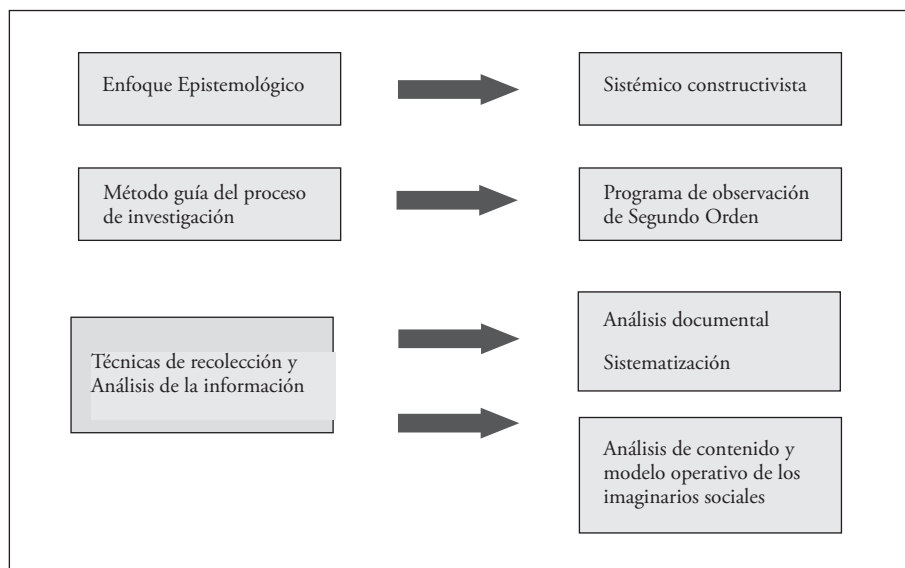 Enfoque Epistemológico
Sistémico constructivista
Método guía del proceso
de investigación
Programa de observación
de Segundo Orden
Técnicas de recolección y
Análisis de la información
Análisis documental
Sistematización
Análisis de contenido y
modelo operativo de los
imaginarios sociales